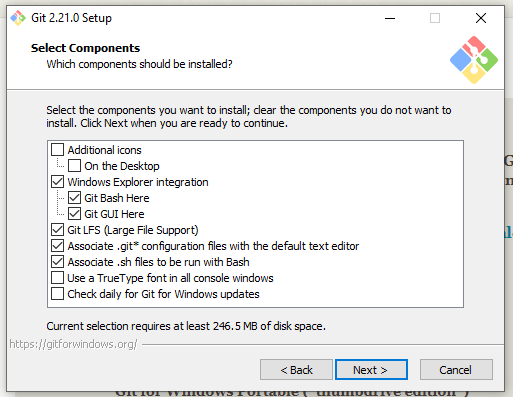 Git 2.21.0 Setup
Select Components
Which components should be installed?
Select the components you want to install; clear the components you do not want to
install. Click Next when you are ready to continue.
Additional icons
On the Desktop
Windows Explorer integration
Git Bash Here
Git GUI Here
Git LFS (Large File Support)
Associate .git* configuration files with the default text editor
Associate .sh files to be run with Bash
Use a TrueType font in all console windows
Check daily for Git for Windows updates
Current selection requires at least 246.5 MB of disk space.
https://gitforwindows.org/
< Back
Next >
Cancel
Git for Windows Portable ("thumbdrive edition")